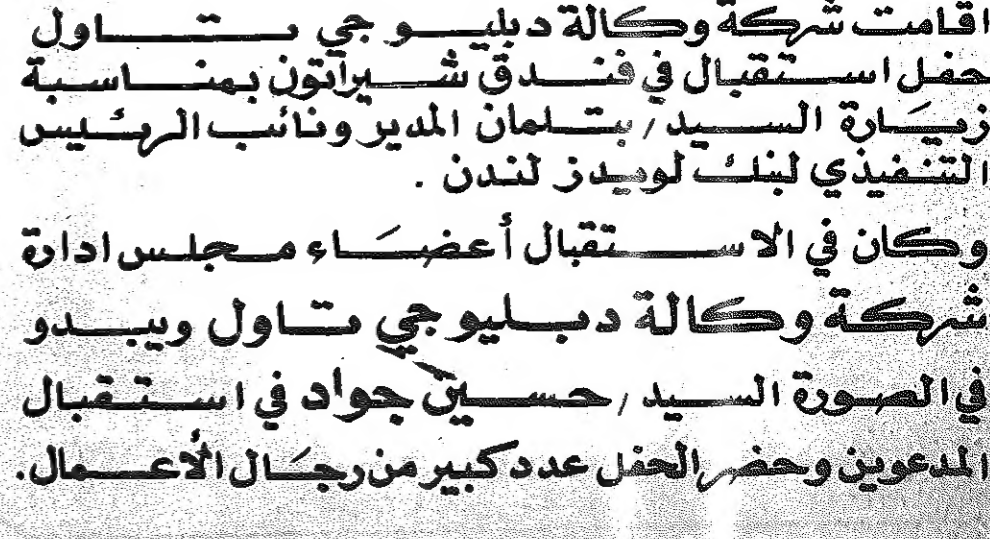 اقامت شركة وكالة دبليو جي تاول
حفل استقبال في فندق شيراتون بمناسبة
زيارة السيد / بتلمان المدير ونائب الرئيس
التنفيذي لبنك لويدز لندن .
وكان في الاستقبال أعضاء مجلس ادارة
شركة وكالة دبليو جي تاول ويبدو
في الصورة السيد / حسين جواد في استقبال
المدعوين وحضر الحفل عدد كبير من رجال الأعمال.